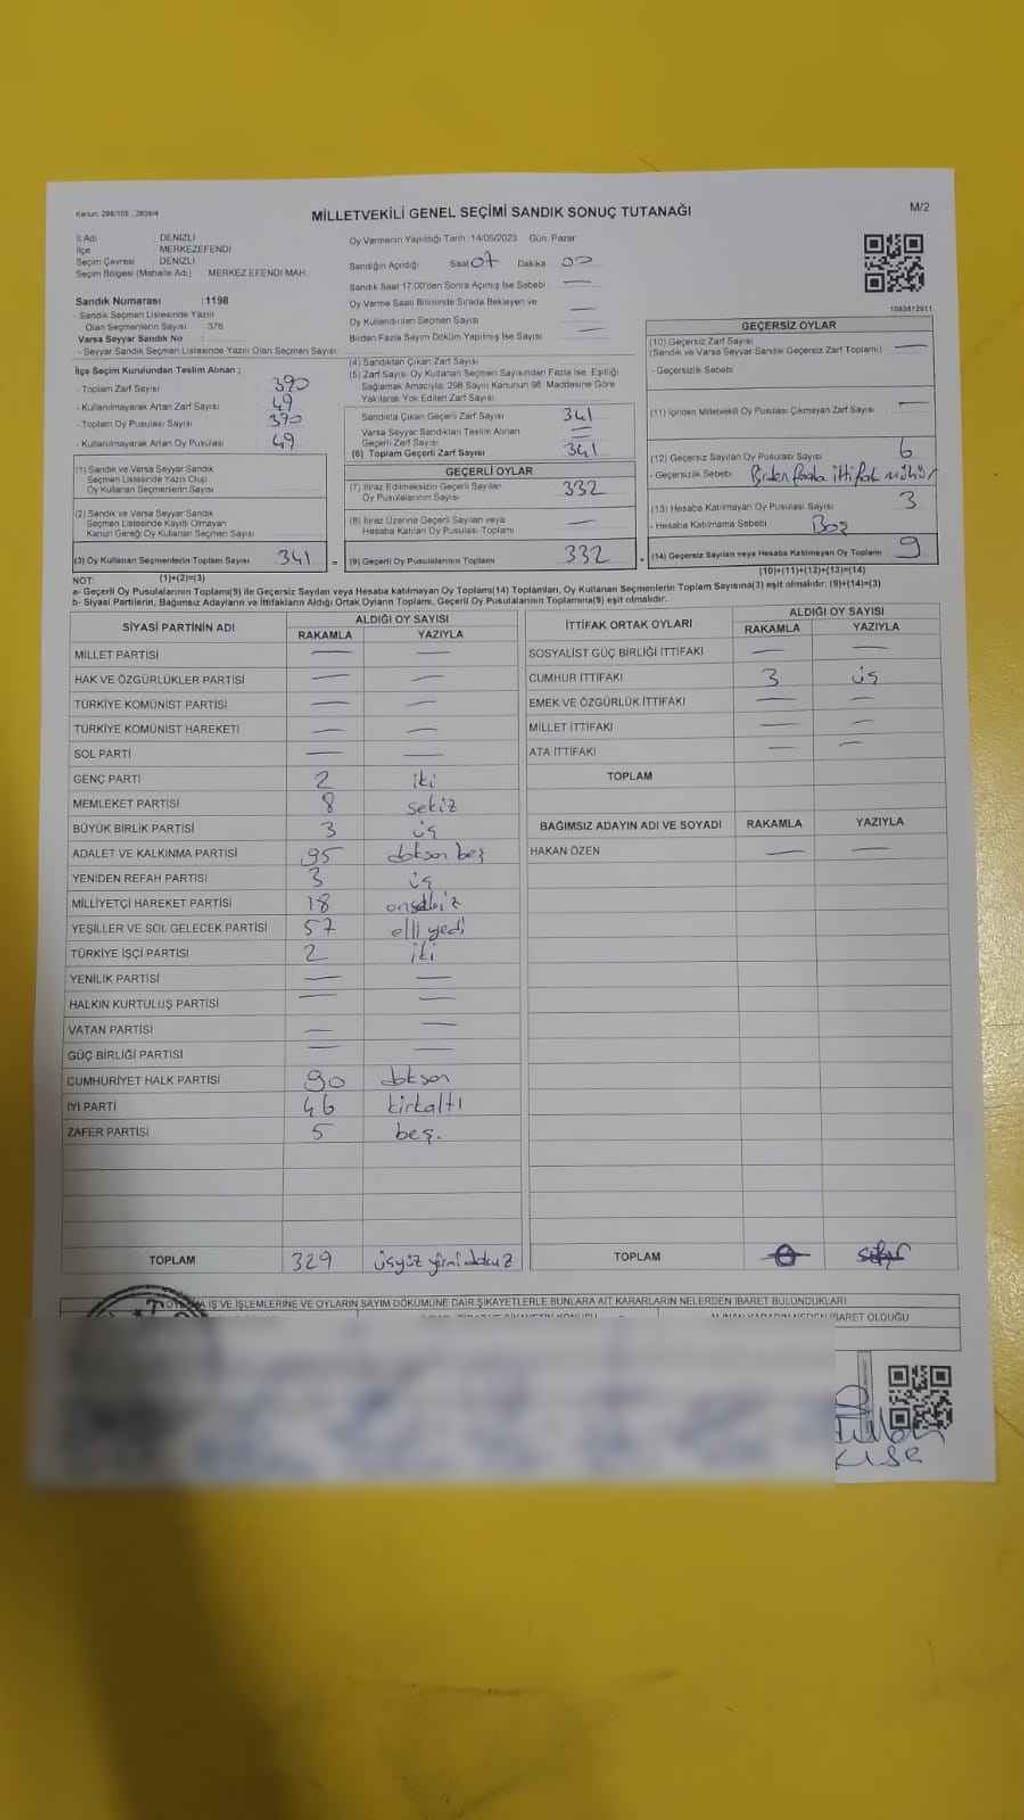 MİLLETVEKİLİ GENEL SEÇİMİ SANDIK SONUÇ TUTANAĞI
M/2
İl Adı DENİZLİ
İlçe MERKEZEFENDİ
Seçim Çevresi DENİZLİ
Seçim Bölgesi (Mahalle Adı) MERKEZ EFENDİ MAH.
Oy Vermenin Yapıldığı Tarih :14/05/2023 Gün: Pazar
Sandığın Açıldığı Saat 07 Dakika 00
Sandık Saat 17.00'den Sonra Açılmış İse Sebebi —
Oy Verme Saati Bitiminde Sırada Bekleyen ve
Oy Kullandırılan Seçmen Sayısı —
Birden Fazla Sayım Döküm Yapılmış İse Sayısı —
Sandık Numarası :1198
- Sandık Seçmen Listesinde Yazılı
Olan Seçmenlerin Sayısı : 376
Varsa Seyyar Sandık No :
- Seyyar Sandık Seçmen Listesinde Yazılı Olan Seçmen Sayısı
İlçe Seçim Kurulundan Teslim Alınan ;
- Toplam Zarf Sayısı 390
- Kullanılmayarak Artan Zarf Sayısı 49
- Toplam Oy Pusulası Sayısı 390
- Kullanılmayarak Artan Oy Pusulası 49
(1) Sandık ve Varsa Seyyar Sandık
Seçmen Listesinde Yazılı Olup
Oy Kullanan Seçmenlerin Sayısı
(2) Sandık ve Varsa Seyyar Sandık
Seçmen Listesinde Kayıtlı Olmayan
Kanun Gereği Oy Kullanan Seçmen Sayısı
(3) Oy Kullanan Seçmenlerin Toplam Sayısı 341
(1)+(2)=(3)
(4) Sandıktan Çıkan Zarf Sayısı
(5) Zarf Sayısı Oy Kullanan Seçmen Sayısından Fazla İse, Eşitliği
Sağlamak Amacıyla, 298 Sayılı Kanunun 98. Maddesine Göre
Yakılarak Yok Edilen Zarf Sayısı
Sandıkta Çıkan Geçerli Zarf Sayısı 341
Varsa Seyyar Sandıktan Teslim Alınan
Geçerli Zarf Sayısı —
(6) Toplam Geçerli Zarf Sayısı 341
GEÇERLİ OYLAR
(7) İtiraz Edilmeksizin Geçerli Sayılan
Oy Pusulalarının Sayısı 332
(8) İtiraz Üzerine Geçerli Sayılan veya
Hesaba Katılan Oy Pusulası Toplamı —
(9) Geçerli Oy Pusulalarının Toplamı 332
GEÇERSİZ OYLAR
(10) Geçersiz Zarf Sayısı
(Sandık ve Varsa Seyyar Sandık Geçersiz Zarf Toplamı) —
- Geçersizlik Sebebi
(11) İçinden Milletvekili Oy Pusulası Çıkmayan Zarf Sayısı —
(12) Geçersiz Sayılan Oy Pusulası Sayısı 6
- Geçersizlik Sebebi Birden fazla ittifak mühür
(13) Hesaba Katılmayan Oy Pusulası Sayısı 3
- Hesaba Katılmama Sebebi Boş
(14) Geçersiz Sayılan veya Hesaba Katılmayan Oy Toplamı 9
(10)+(11)+(12)+(13)=(14)
NOT:
a- Geçerli Oy Pusulalarının Toplamı(9) ile Geçersiz Sayılan veya Hesaba katılmayan Oy Toplamı(14) Toplamları, Oy Kullanan Seçmenlerin Toplam Sayısına(3) eşit olmalıdır. (9)+(14)=(3)
b- Siyasi Partilerin, Bağımsız Adayların ve İttifakların Aldığı Ortak Oyların Toplamı, Geçerli Oy Pusulalarının Toplamına(9) eşit olmalıdır.
SİYASİ PARTİNİN ADI ALDIĞI OY SAYISI
RAKAMLA YAZIYLA
MİLLET PARTİSİ — —
HAK VE ÖZGÜRLÜKLER PARTİSİ — —
TÜRKİYE KOMÜNİST PARTİSİ — —
TÜRKİYE KOMÜNİST HAREKETİ — —
SOL PARTİ — —
GENÇ PARTİ 2 iki
MEMLEKET PARTİSİ 8 sekiz
BÜYÜK BİRLİK PARTİSİ 3 üç
ADALET VE KALKINMA PARTİSİ 95 doksan beş
YENİDEN REFAH PARTİSİ 3 üç
MİLLİYETÇİ HAREKET PARTİSİ 18 onsekiz
YEŞİLLER VE SOL GELECEK PARTİSİ 57 elli yedi
TÜRKİYE İŞÇİ PARTİSİ 2 iki
YENİLİK PARTİSİ — —
HALKIN KURTULUŞ PARTİSİ — —
VATAN PARTİSİ — —
GÜÇ BİRLİĞİ PARTİSİ — —
CUMHURİYET HALK PARTİSİ 90 doksan
İYİ PARTİ 46 kırkaltı
ZAFER PARTİSİ 5 beş.
TOPLAM 329 üsyüz yirmi dokuz
İTTİFAK ORTAK OYLARI ALDIĞI OY SAYISI
RAKAMLA YAZIYLA
SOSYALİST GÜÇ BİRLİĞİ İTTİFAKI — —
CUMHUR İTTİFAKI 3 üş
EMEK VE ÖZGÜRLÜK İTTİFAKI — —
MİLLET İTTİFAKI — —
ATA İTTİFAKI — —
TOPLAM
BAĞIMSIZ ADAYIN ADI VE SOYADI RAKAMLA YAZIYLA
HAKAN ÖZEN — —
TOPLAM 0 sıfır
İŞ VE İŞLEMLERİNE VE OYLARIN SAYIM DÖKÜMÜNE DAİR ŞİKAYETLERLE BUNLARA AİT KARARLARIN NELERDEN İBARET BULUNDUKLARI
İBARET OLDUĞU